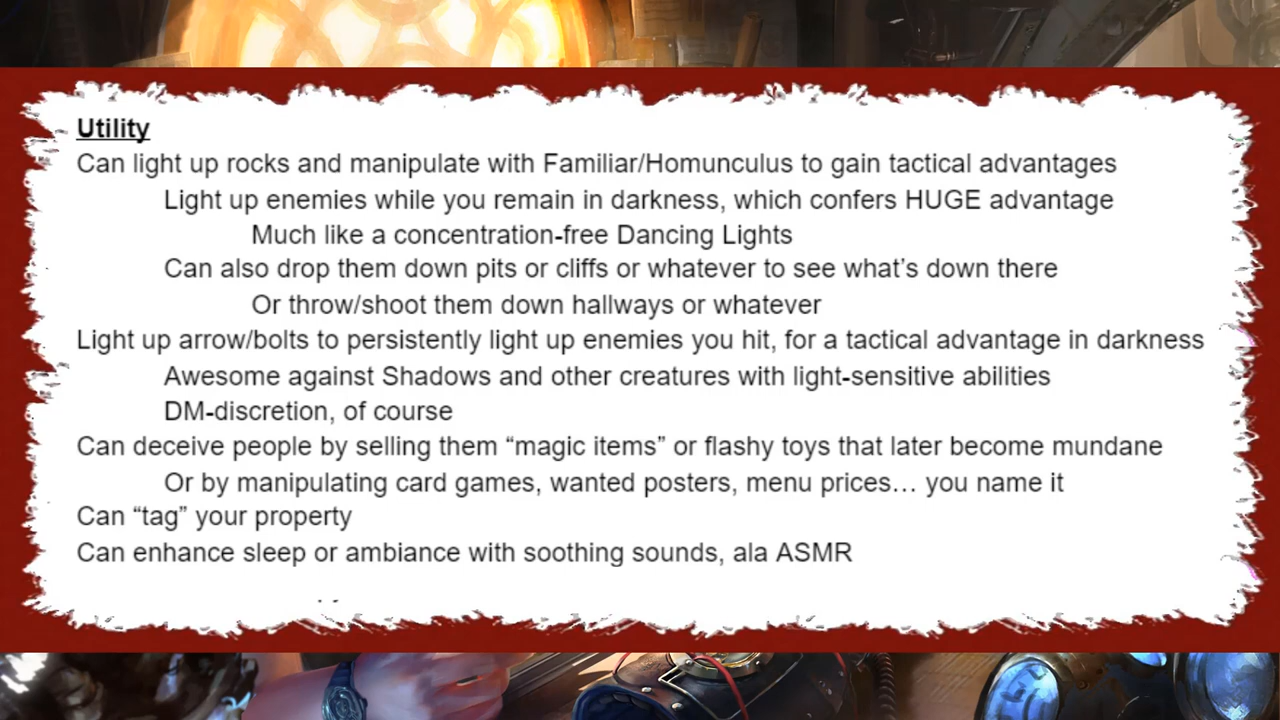 Utility
Can light up rocks and manipulate with Familiar/Homunculus to gain tactical advantages
Light up enemies while you remain in darkness, which confers HUGE advantage
Much like a concentration-free Dancing Lights
Can also drop them down pits or cliffs or whatever to see what’s down there
Or throw/shoot them down hallways or whatever
Light up arrow/bolts to persistently light up enemies you hit, for a tactical advantage in darkness
Awesome against Shadows and other creatures with light-sensitive abilities
DM-discretion, of course
Can deceive people by selling them “magic items” or flashy toys that later become mundane
Or by manipulating card games, wanted posters, menu prices… you name it
Can “tag” your property
Can enhance sleep or ambiance with soothing sounds, ala ASMR